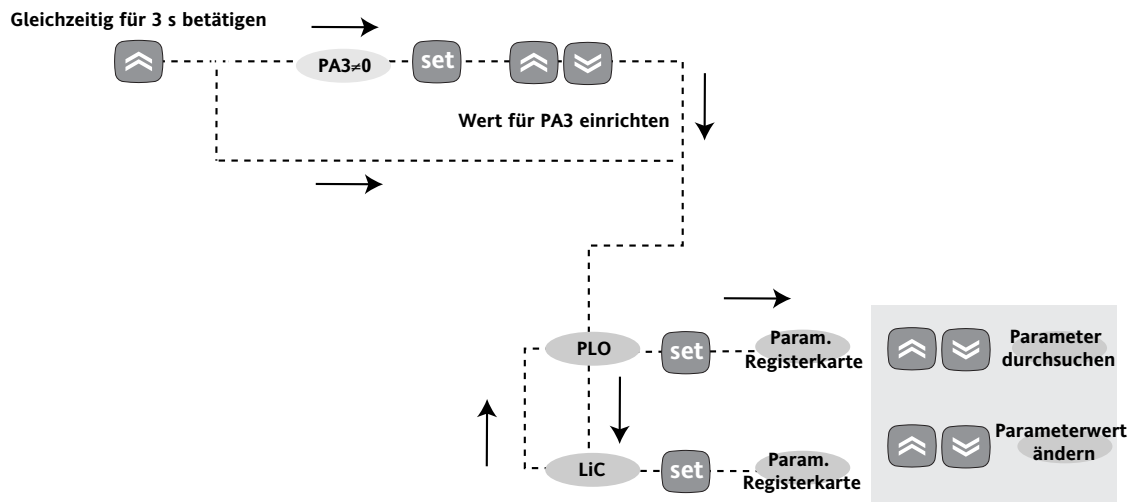 Gleichzeitig für 3 s betätigen
PA3≠0
set
Wert für PA3 einrichten
PLO
set
Param.
Registerkarte
Parameter
durchsuchen
LiC
set
Param.
Registerkarte
Parameterwert
ändern